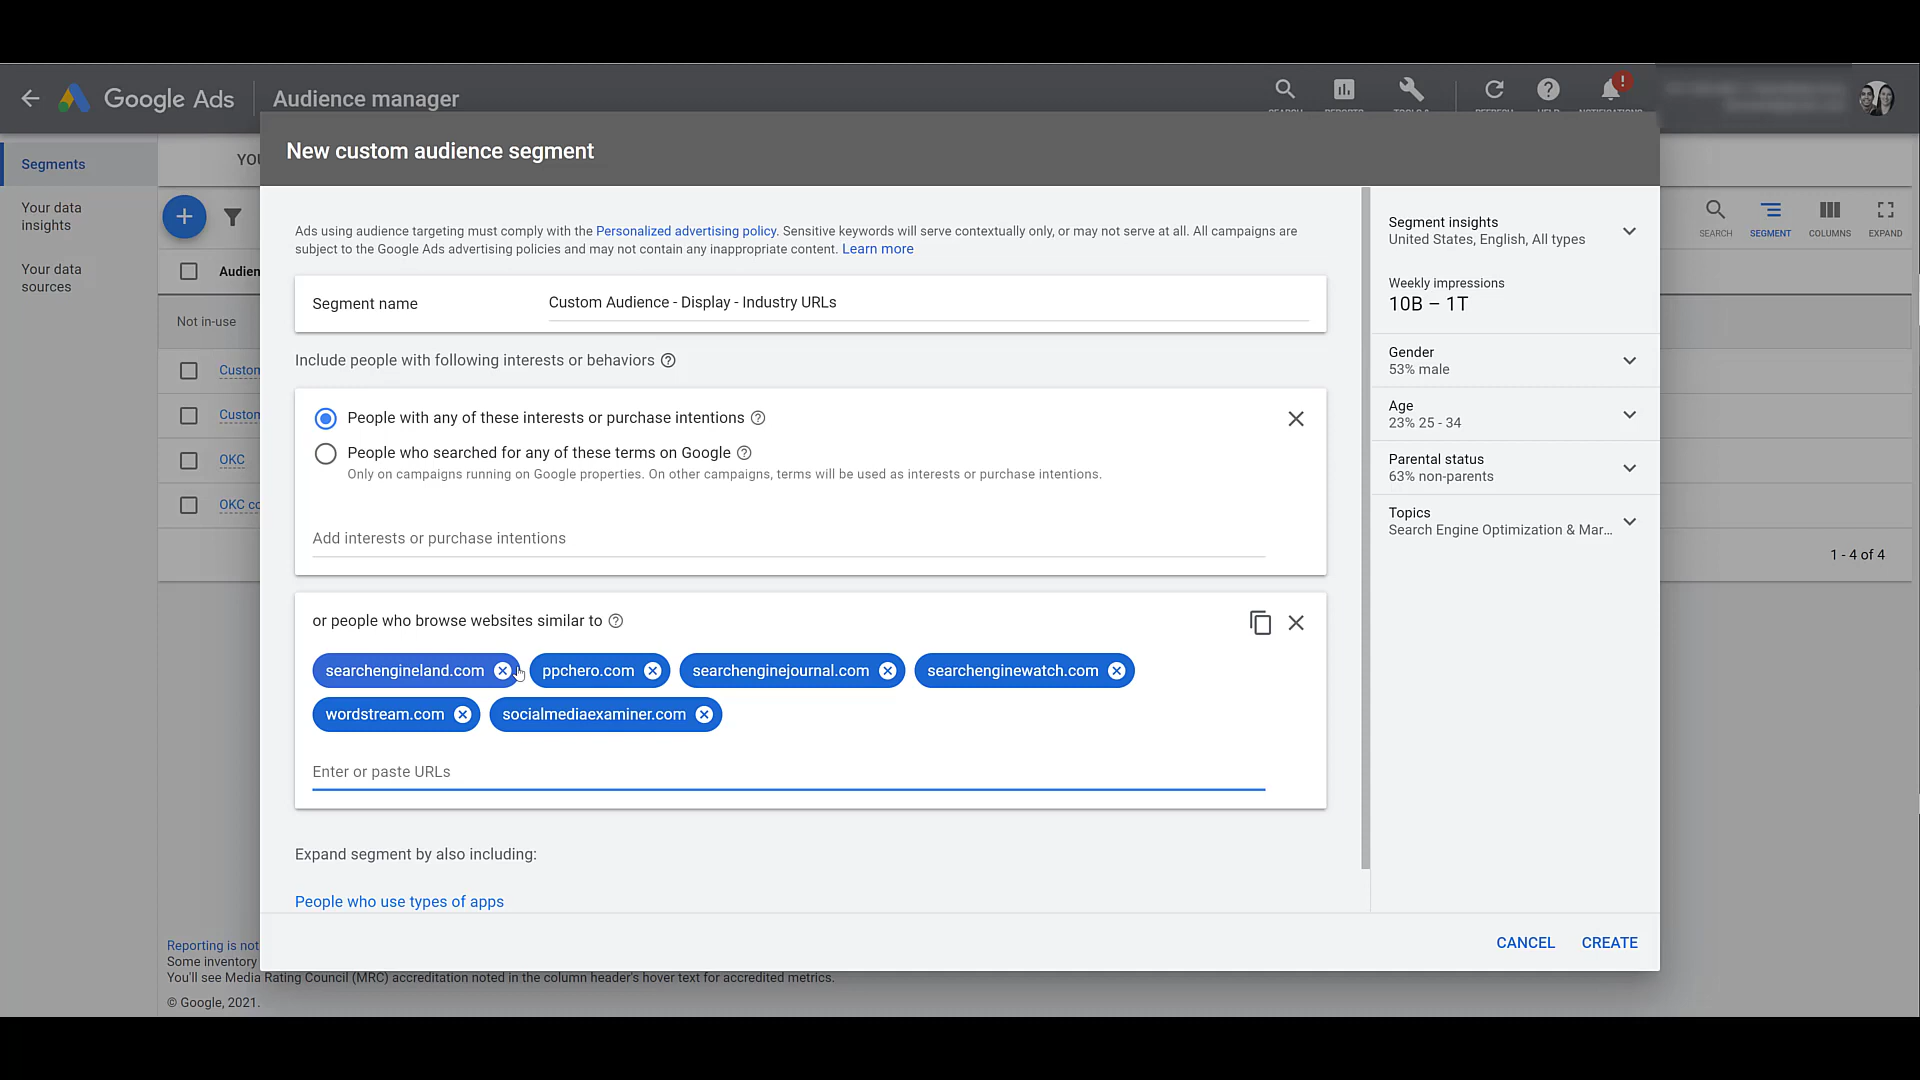 Google Ads
Audience manager
New custom audience segment
Segments
Your data
insights
Your data
sources
Ads using audience targeting must comply with the Personalized advertising policy. Sensitive keywords will serve contextually only, or may not serve at all. All campaigns are
subject to the Google Ads advertising policies and may not contain any inappropriate content. Learn more
Segment name
Custom Audience - Display - Industry URLs
Include people with following interests or behaviors
People with any of these interests or purchase intentions
People who searched for any of these terms on Google
Only on campaigns running on Google properties. On other campaigns, terms will be used as interests or purchase intentions.
Add interests or purchase intentions
or people who browse websites similar to
searchengineland.com
ppchero.com
searchenginejournal.com
searchenginewatch.com
wordstream.com
socialmediaexaminer.com
Enter or paste URLs
Expand segment by also including:
People who use types of apps
Segment insights
United States, English, All types
Weekly impressions
10B – 1T
Gender
53% male
Age
23% 25 - 34
Parental status
63% non-parents
Topics
Search Engine Optimization & Mar...
CANCEL
CREATE
YOU
Audien
Not in-use
Custom
Custom
OKC
OKC co
SEARCH
SEGMENT
COLUMNS
EXPAND
1 - 4 of 4
Reporting is not
Some inventory
You'll see Media Rating Council (MRC) accreditation noted in the column header's hover text for accredited metrics.
© Google, 2021.